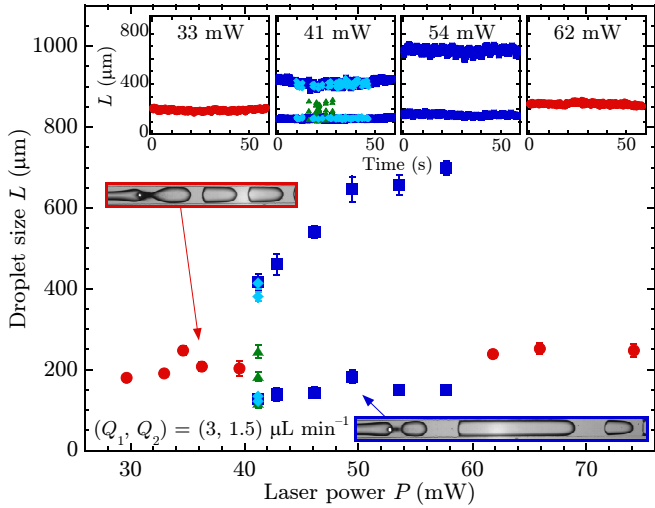 33 mW
41 mW
54 mW
62 mW
800
400
0
L (μm)
0
50
0
50
0
50
0
50
Time (s)
1000
800
600
400
200
0
Droplet size L (μm)
(Q₁, Q₂) = (3, 1.5) μL min⁻¹
30
40
50
60
70
Laser power P (mW)